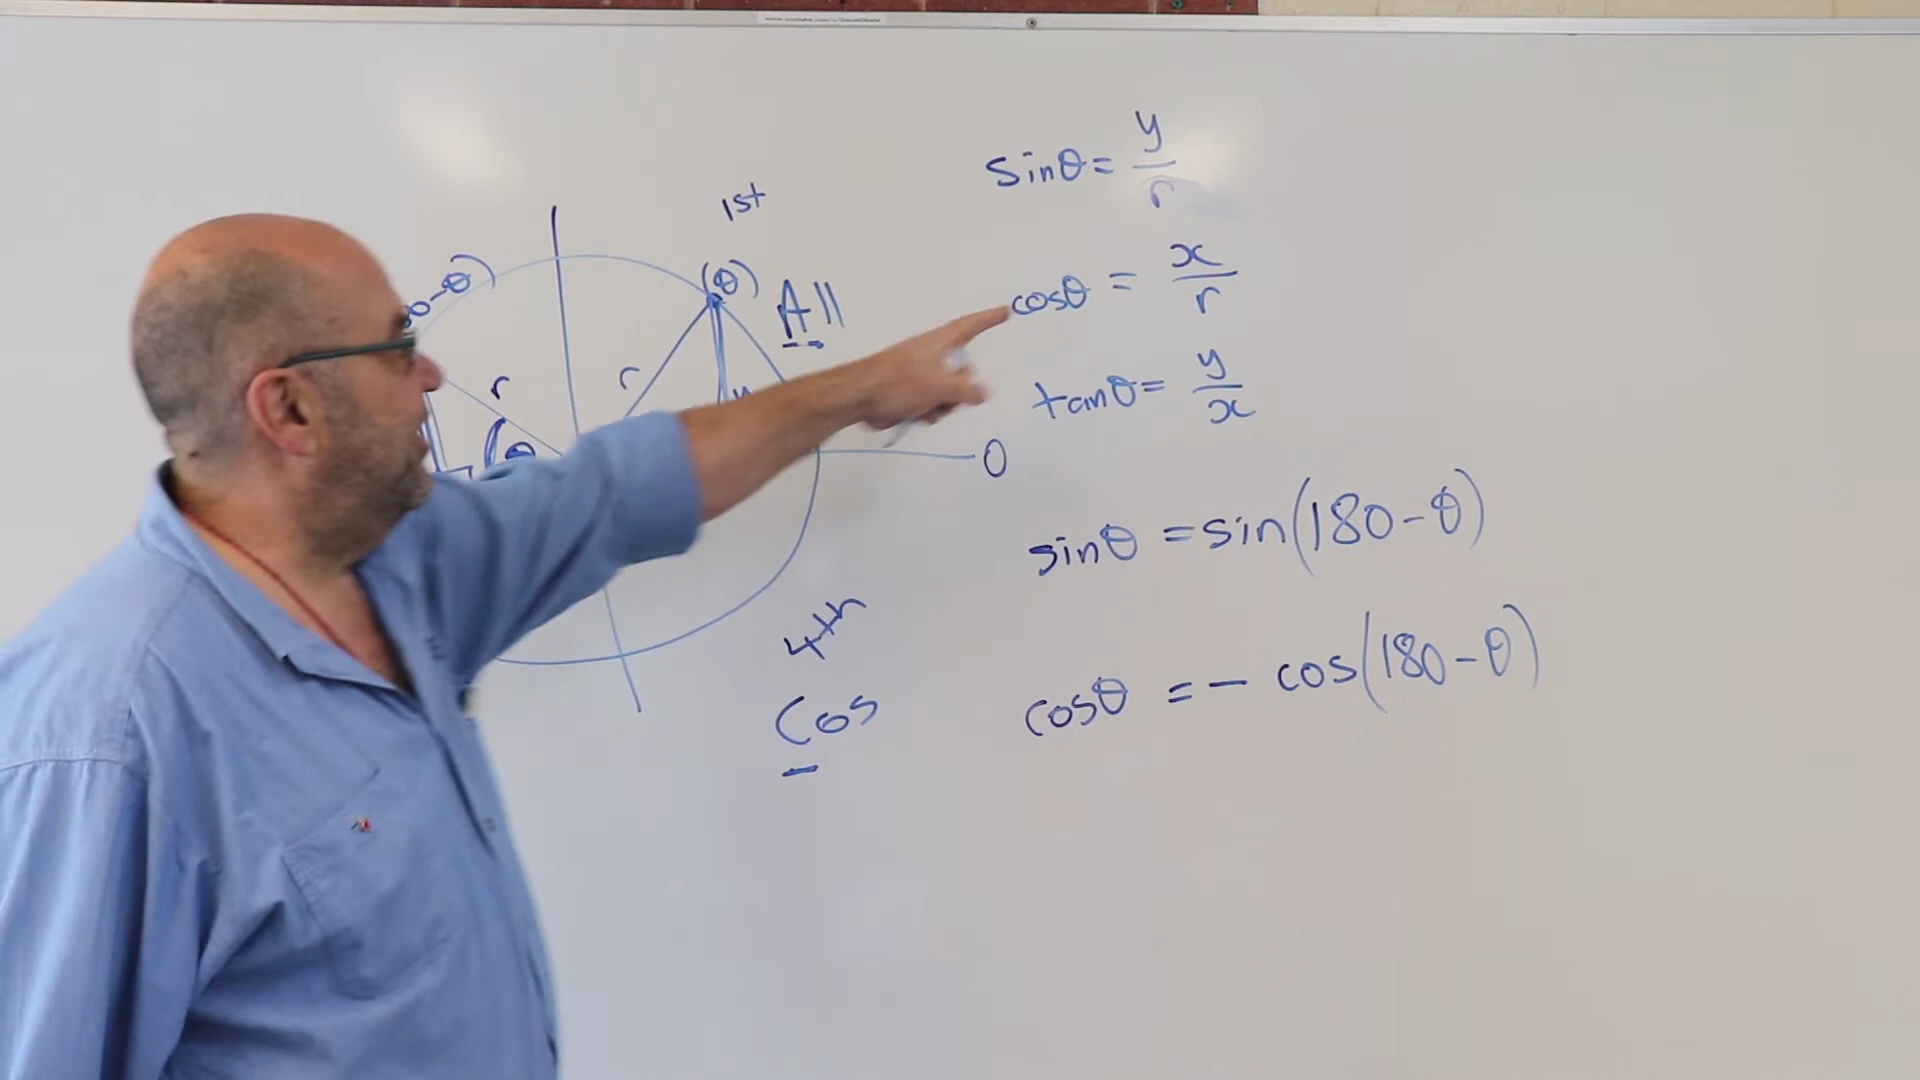 sinθ = y/r
1st
cosθ = x/r
(θ)
All
r
r
tanθ = y/x
θ
0
sinθ = sin(180-θ)
4th
cosθ = - cos(180-θ)
Cos